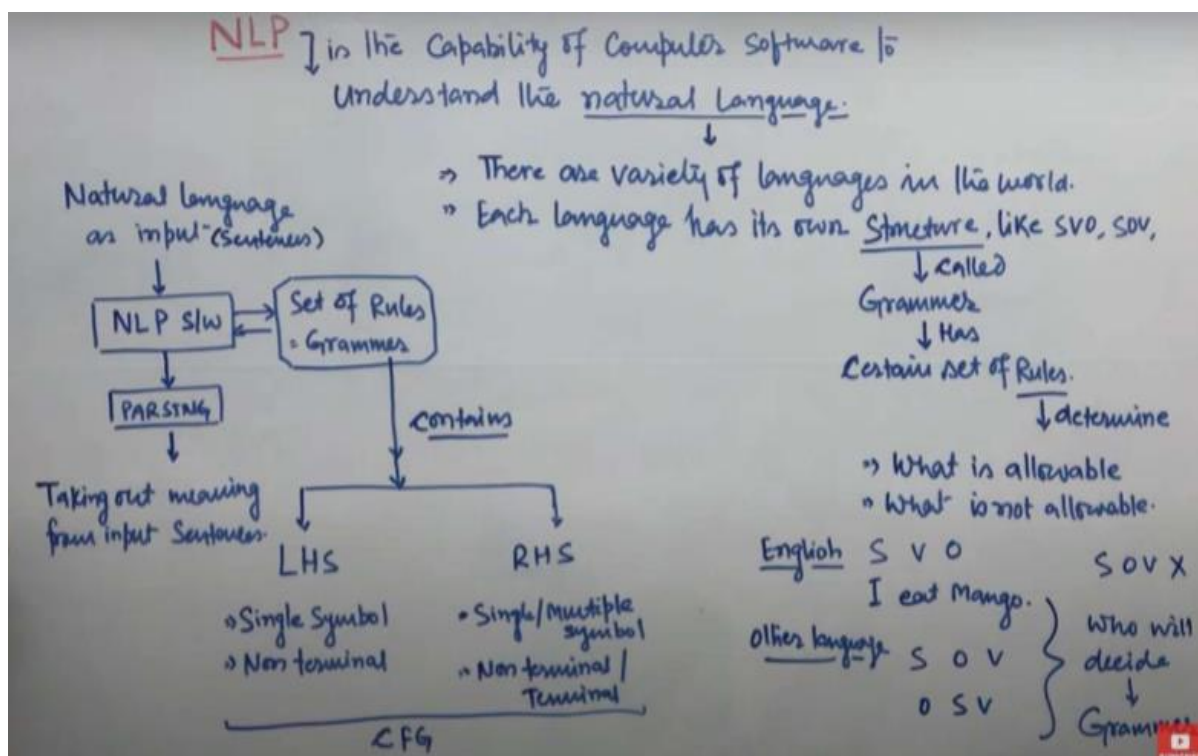 NLP is the Capability of Computer Software to
Understand the natural language.
» There are variety of languages in the world.
» Each language has its own Structure, like SVO, SOV,
called
Grammer
Has
Certain set of Rules.
determine
» What is allowable
» What is not allowable.
English S V O
I eat Mango.
S O V X
Other language S O V
O S V
Who will
decide
Grammer
Natural language
as input (Sentences)
NLP S/W
Set of Rules
• Grammer
PARSING
contains
Taking out meaning
from input Sentences.
LHS
» Single Symbol
» Non terminal
RHS
• Single/Multiple
symbol
» Non terminal /
Terminal
CFG